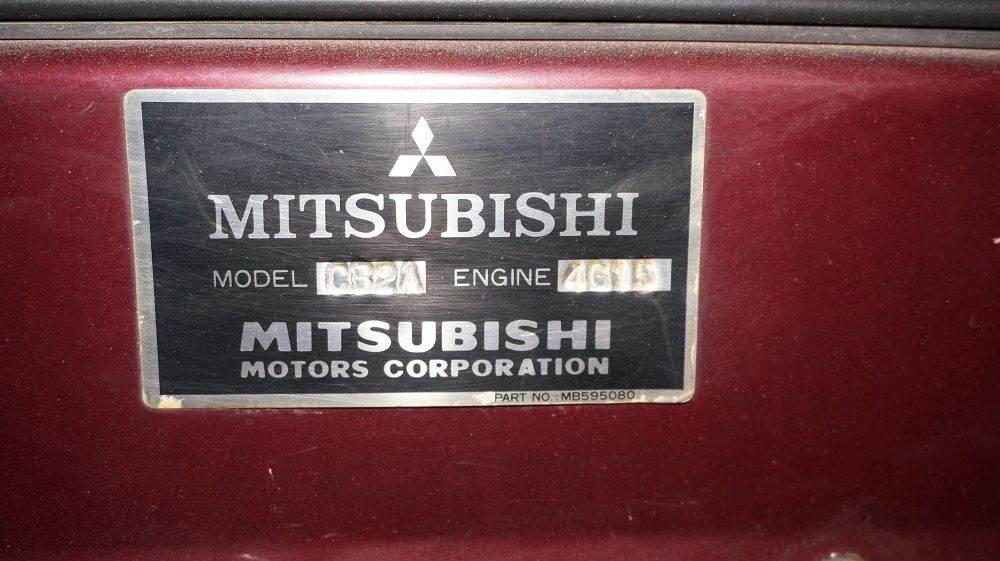 MITSUBISHI
MODEL CB2A ENGINE 4G15
MITSUBISHI
MOTORS CORPORATION
PART NO.: MB595080